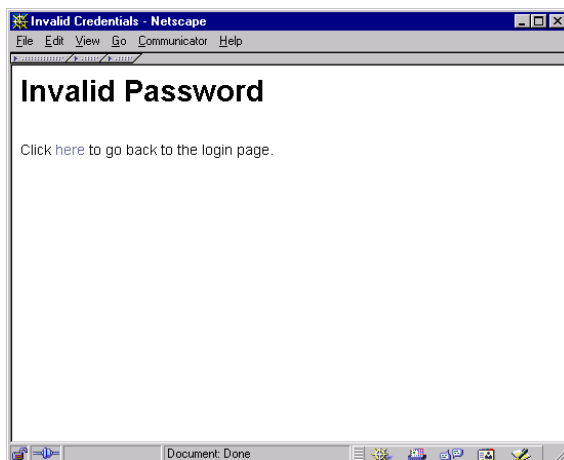 Invalid Credentials - Netscape
File Edit View Go Communicator Help
Invalid Password
Click here to go back to the login page.
Document: Done